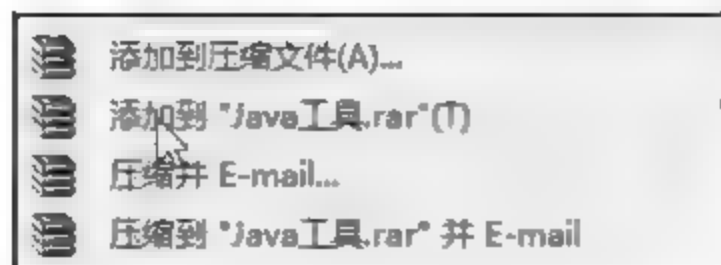 添加到压缩文件(A)...
添加到 "Java工具.rar"(T)
压缩并 E-mail...
压缩到 "Java工具.rar" 并 E-mail